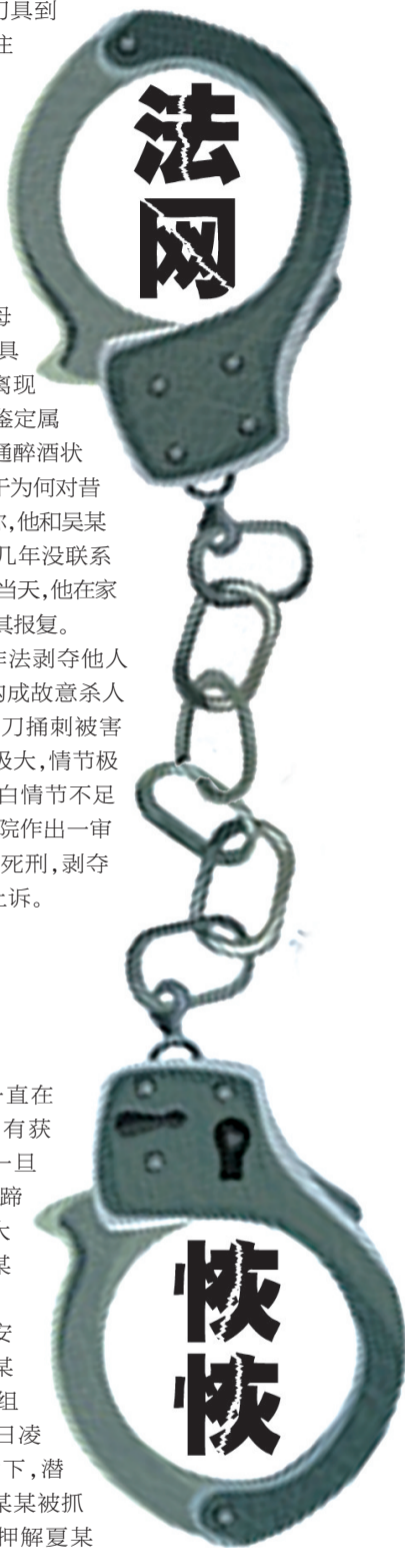 刀具到
法
网
母
具
离现
鉴定属
通醉酒状
于为何对昔
尔,他和吴某
几年没联系
当天,他在家
其报复。
法剥夺他人
构成故意杀人
刀捅刺被害
极大,情节极
白情节不足
院作出一审
死刑,剥夺
上诉。
一直在
有获
一旦
蹄
大
某
安
某
组
日凌
下,潜
某某被抓
押解夏某
恢
恢